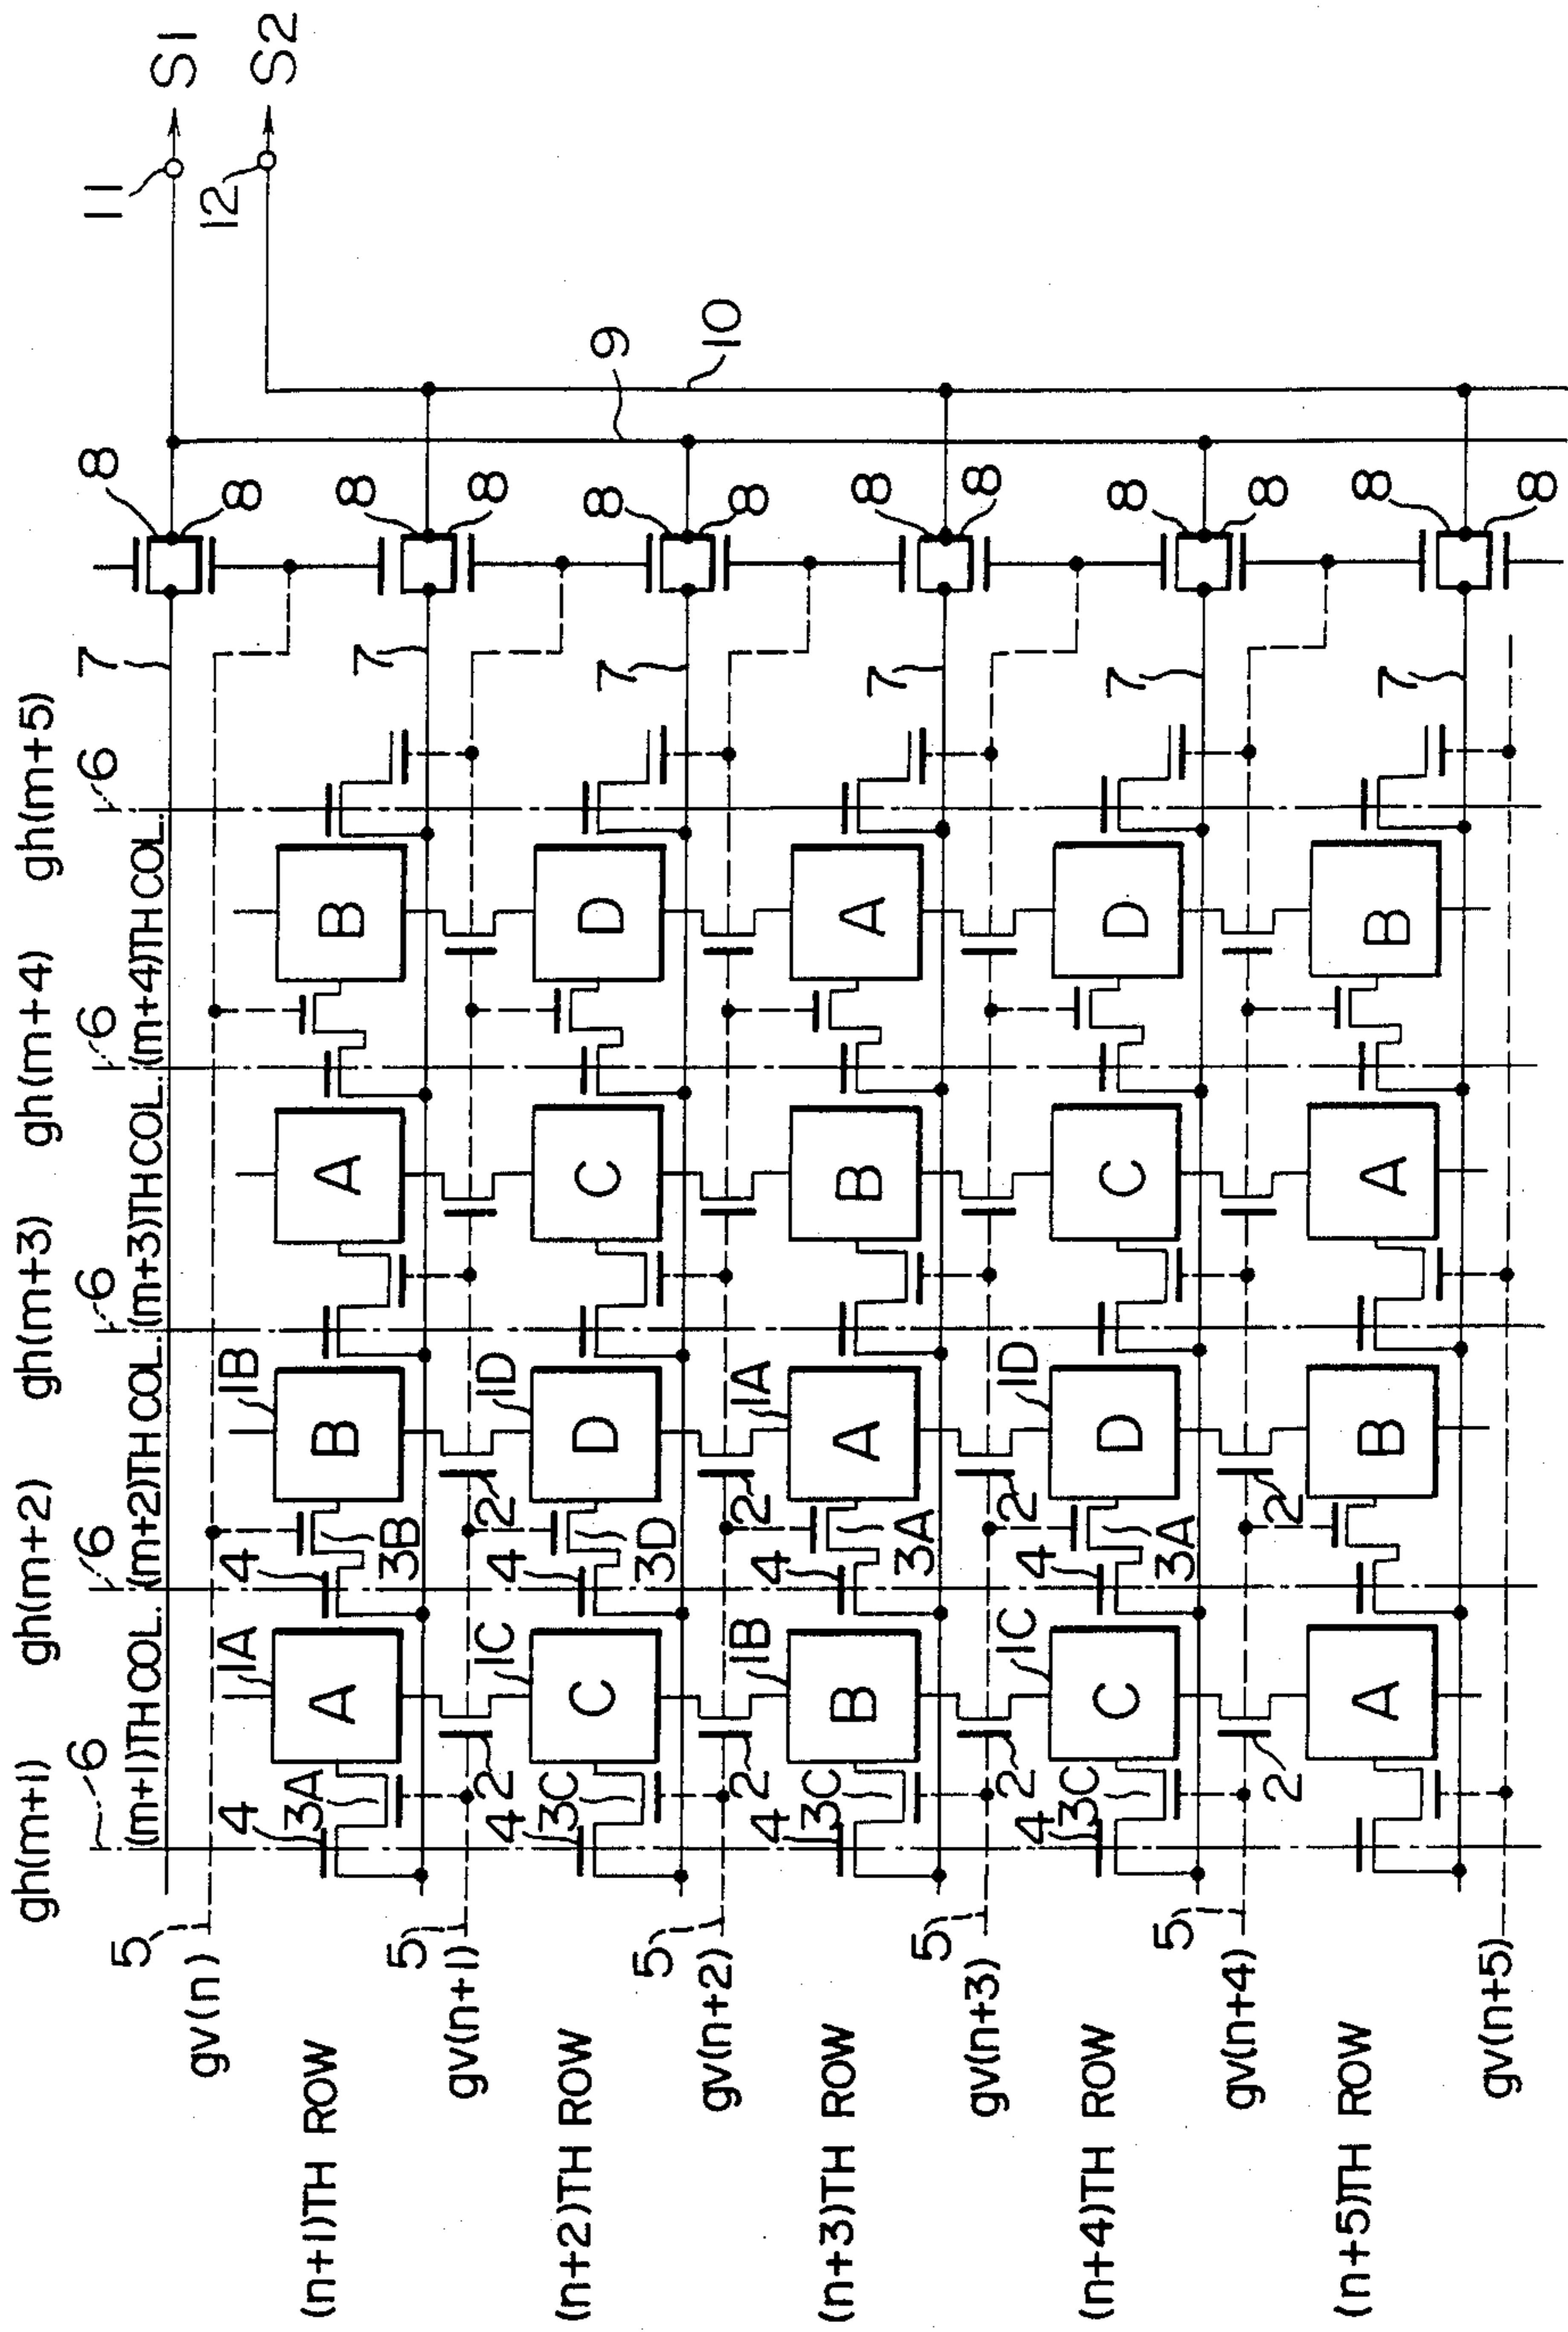 gh(m+1) gh(m+2) gh(m+3) gh(m+4) gh(m+5)
6 6 6 6 6
(m+1)TH COL. (m+2)TH COL. (m+3)TH COL. (m+4)TH COL.
7 8 11 S1
5
gv(n)
8 12 S2
1A 1B
(n+1)TH ROW
4 3A A 4 3B B A B
7 8
5
gv(n+1)
2 2 8
1C 1D
(n+2)TH ROW
4 3C C 4 3D D C D
7 8 9
5
gv(n+2)
2 2 8 10
1B 1A
(n+3)TH ROW
4 3C B 4 3A A B A
7 8
5
gv(n+3)
2 2 8
1C 1D
(n+4)TH ROW
4 3C C 4 3A D C D
7 8
5
gv(n+4)
2 2 8
(n+5)TH ROW
A B A B
7 8
gv(n+5)
8